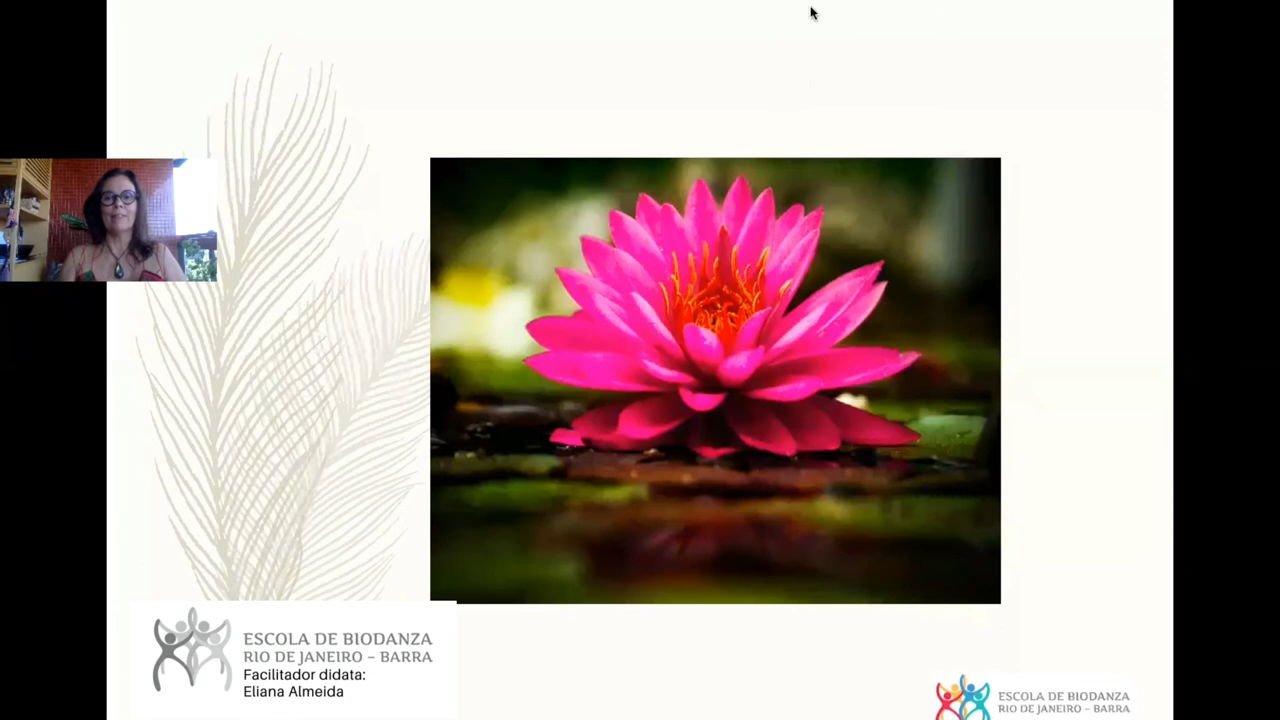 ESCOLA DE BIODANZA
RIO DE JANEIRO – BARRA
Facilitador didata:
Eliana Almeida
ESCOLA DE BIODANZA
RIO DE JANEIRO – BARRA